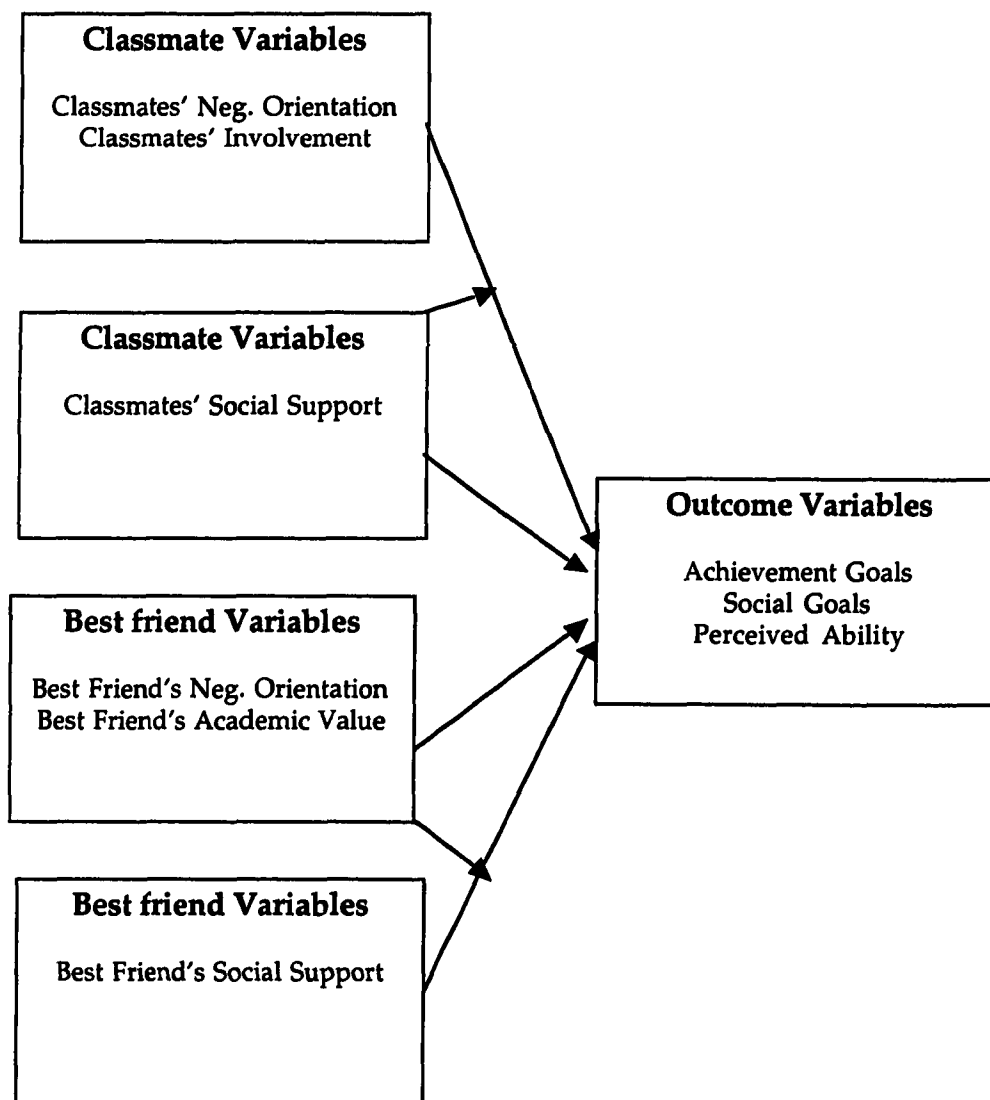 Classmate Variables
Classmates' Neg. Orientation
Classmates' Involvement
Classmate Variables
Classmates' Social Support
Best friend Variables
Best Friend's Neg. Orientation
Best Friend's Academic Value
Best friend Variables
Best Friend's Social Support
Outcome Variables
Achievement Goals
Social Goals
Perceived Ability